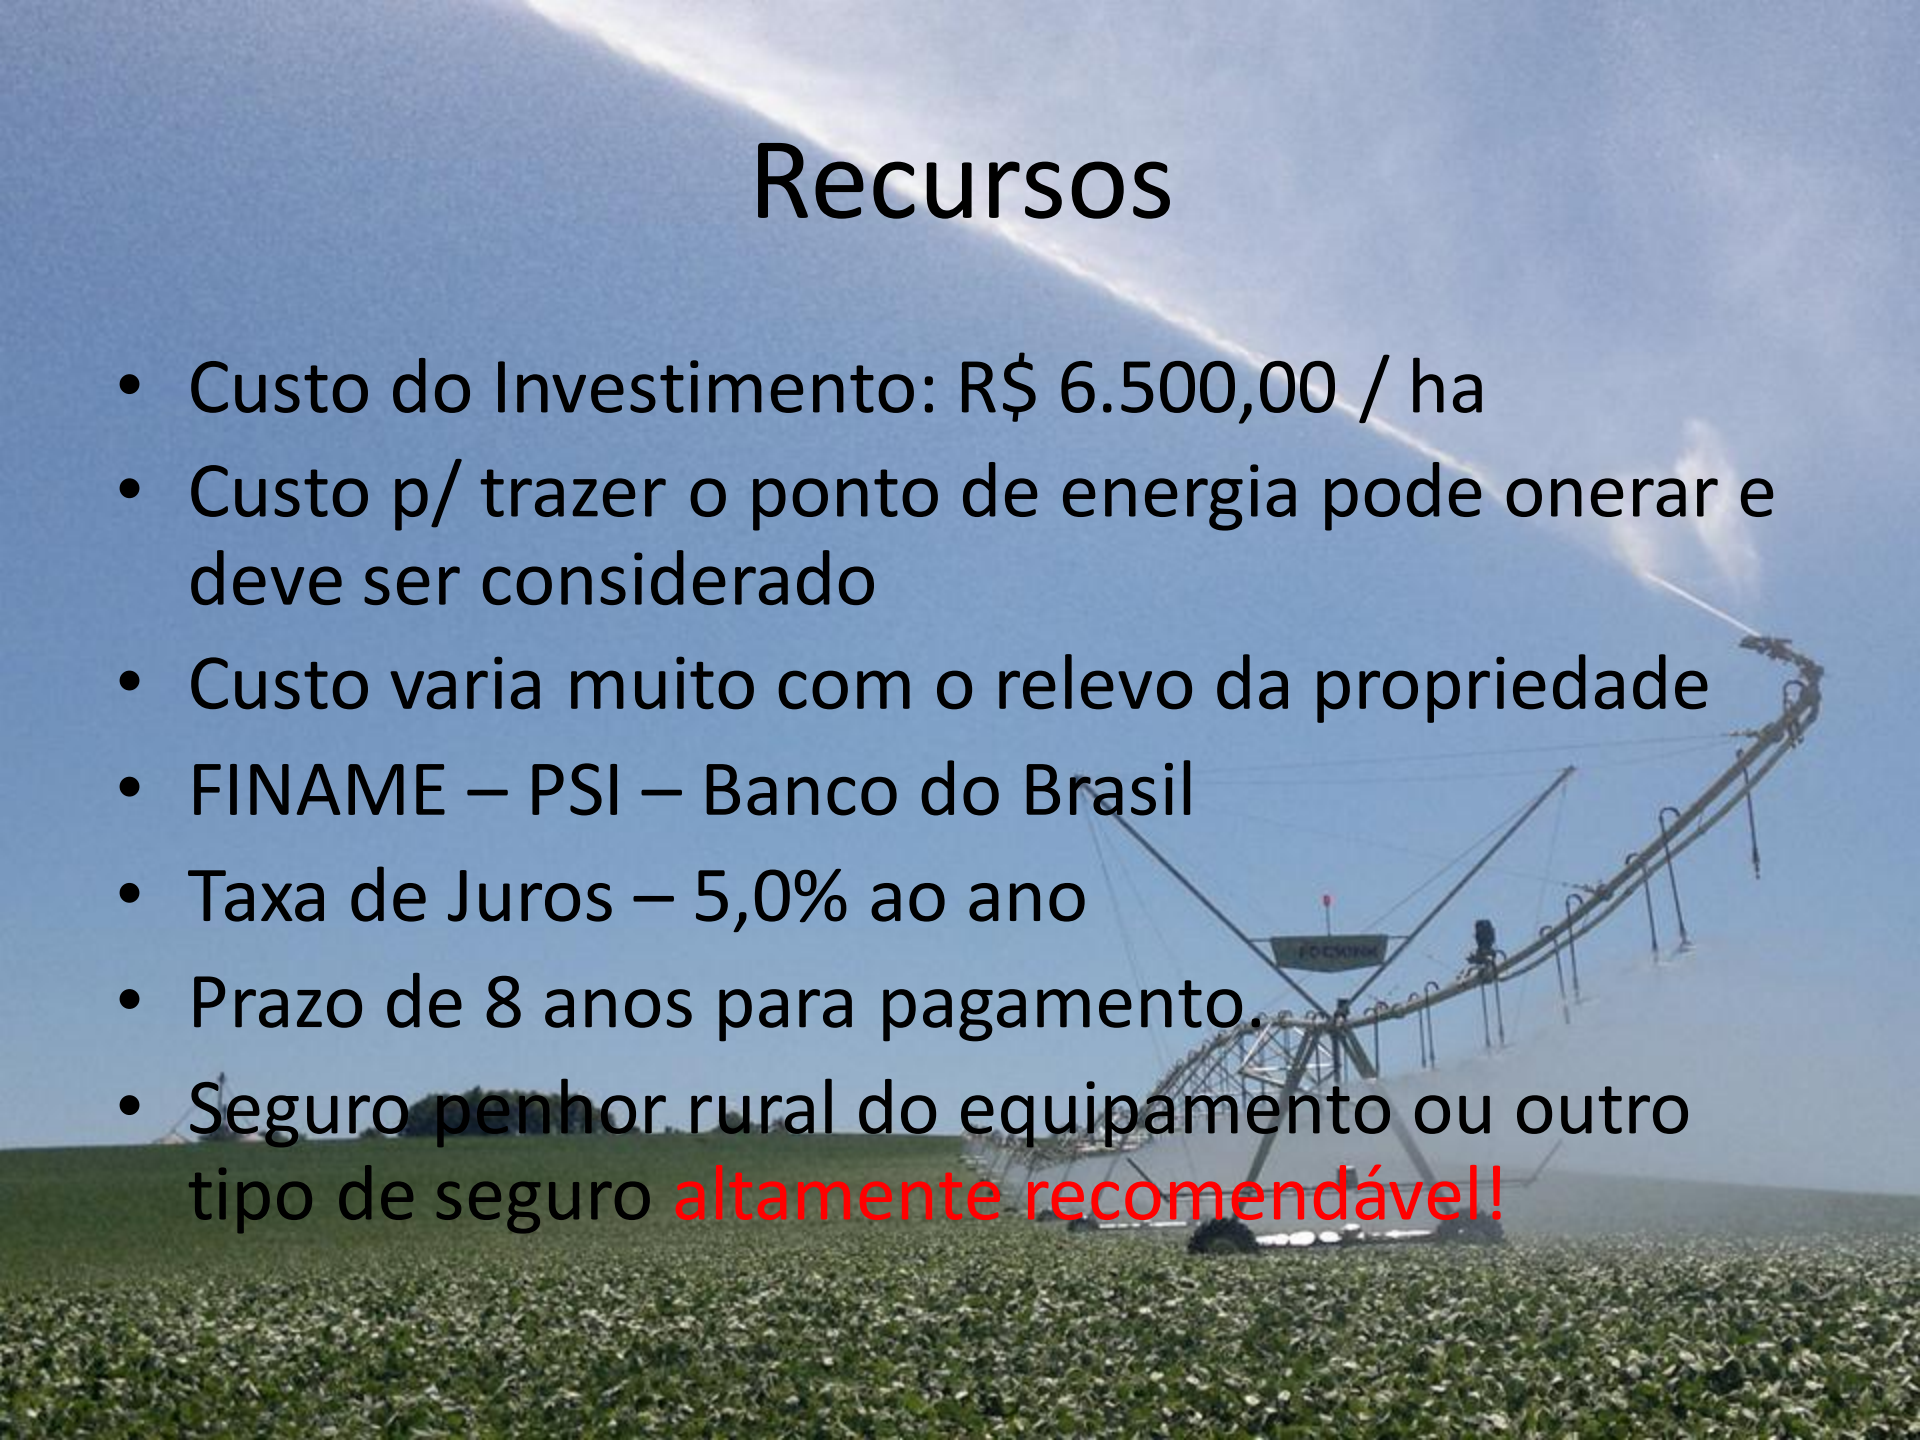 Recursos
• Custo do Investimento: R$ 6.500,00 / ha
• Custo p/ trazer o ponto de energia pode onerar e
deve ser considerado
• Custo varia muito com o relevo da propriedade
• FINAME – PSI – Banco do Brasil
• Taxa de Juros – 5,0% ao ano
• Prazo de 8 anos para pagamento.
• Seguro penhor rural do equipamento ou outro
tipo de seguro altamente recomendável!